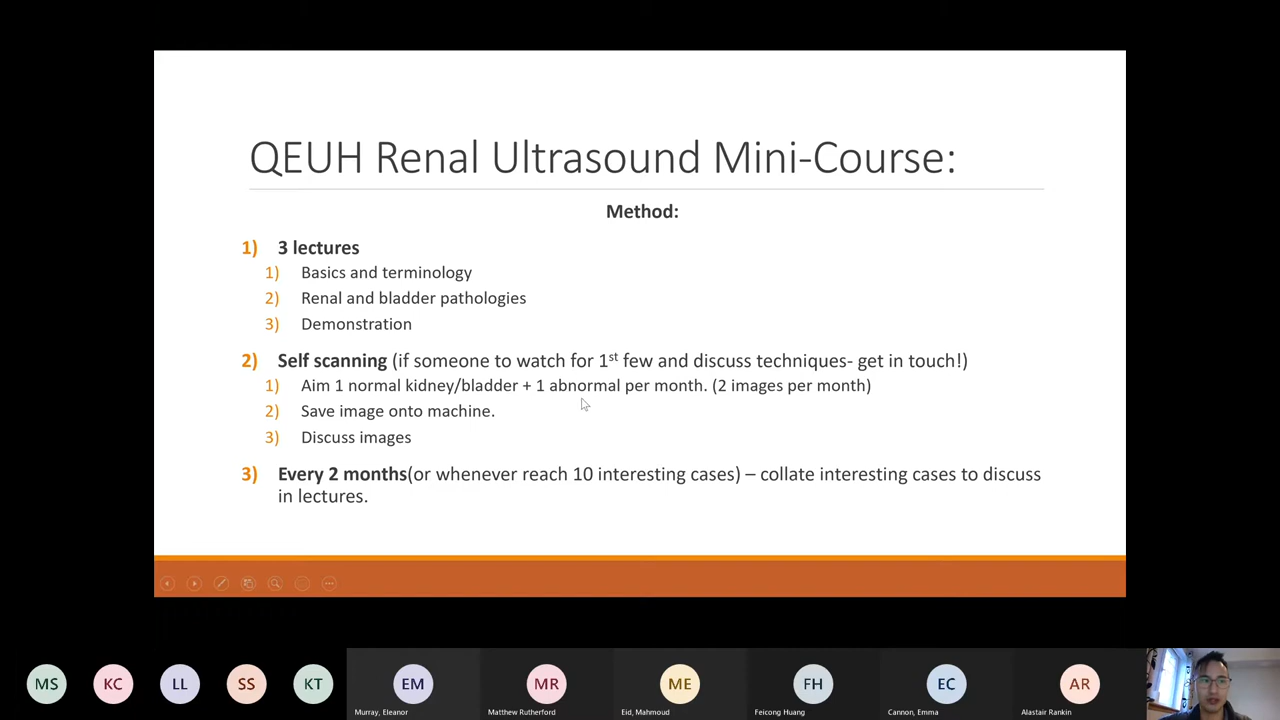 QEUH Renal Ultrasound Mini-Course:
Method:
1) 3 lectures
1) Basics and terminology
2) Renal and bladder pathologies
3) Demonstration
2) Self scanning (if someone to watch for 1st few and discuss techniques- get in touch!)
1) Aim 1 normal kidney/bladder + 1 abnormal per month. (2 images per month)
2) Save image onto machine.
3) Discuss images
3) Every 2 months(or whenever reach 10 interesting cases) – collate interesting cases to discuss
in lectures.
MS KC LL SS KT EM MR ME FH EC AR
Murray, Eleanor Matthew Rutherford Eid, Mahmoud Feicong Huang Cannon, Emma Alastair Rankin